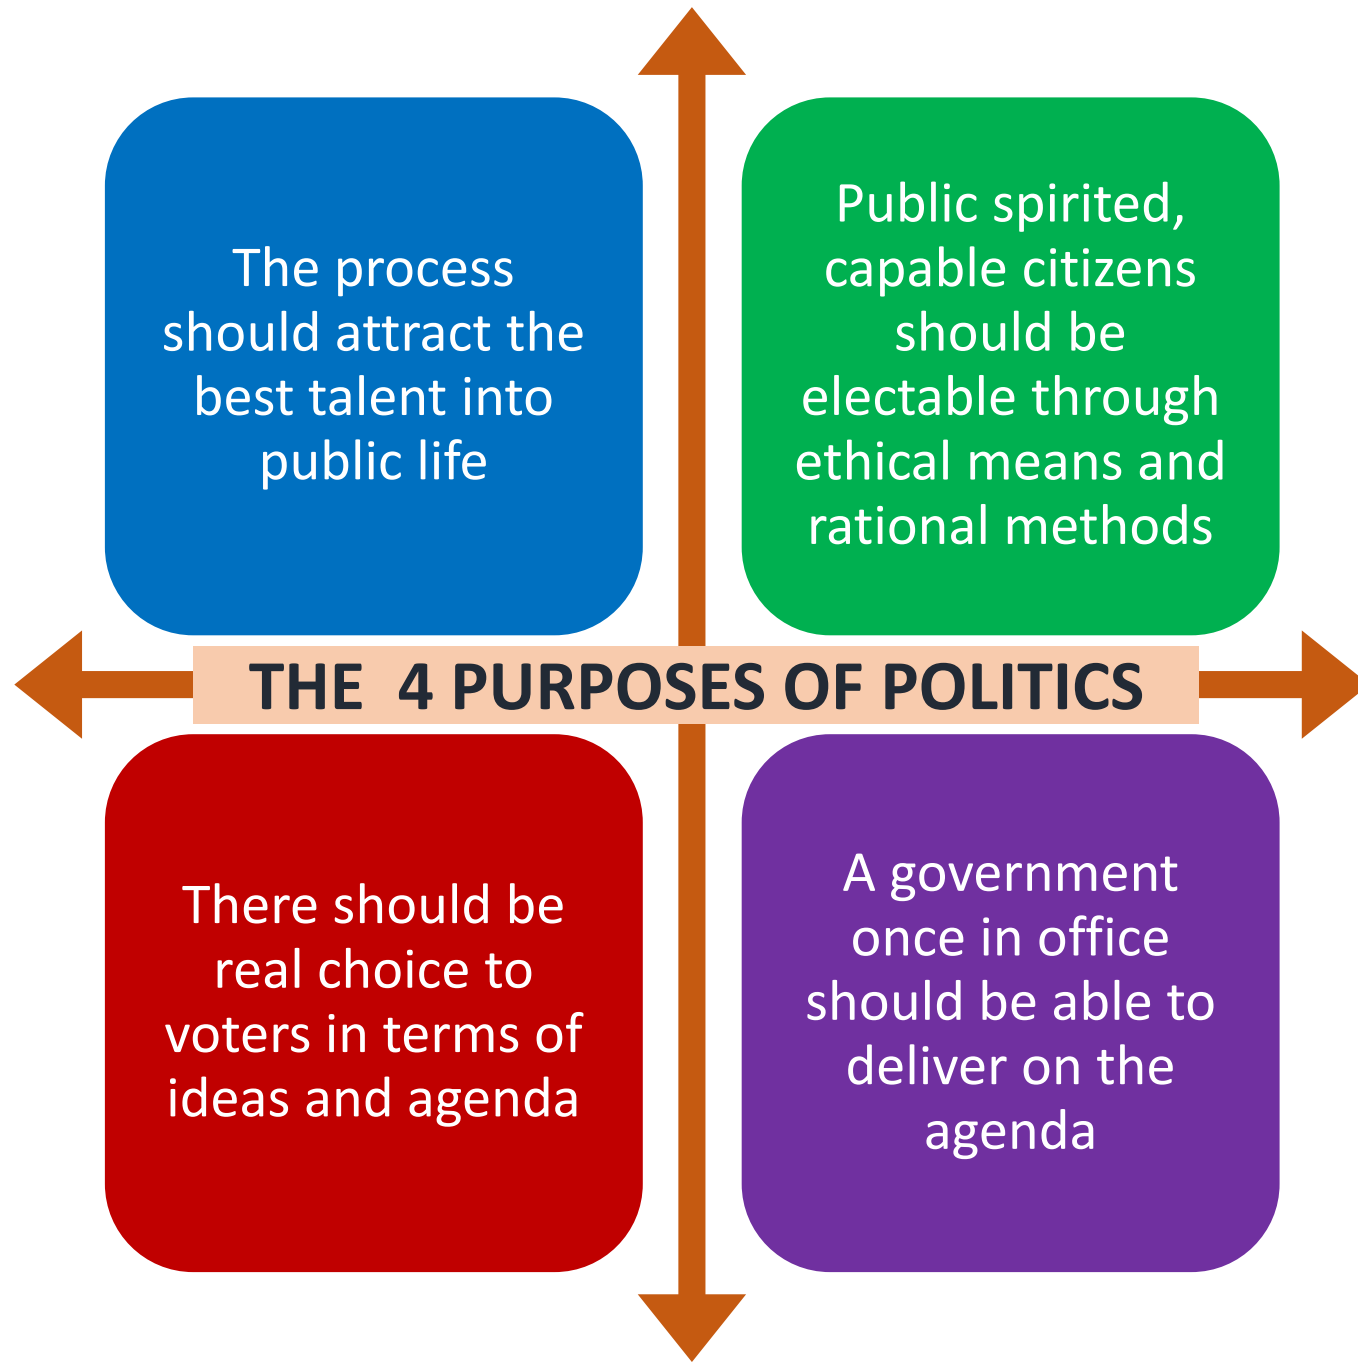 The process
should attract the
best talent into
public life
Public spirited,
capable citizens
should be
electable through
ethical means and
rational methods
THE  4 PURPOSES OF POLITICS
There should be
real choice to
voters in terms of
ideas and agenda
A government
once in office
should be able to
deliver on the
agenda